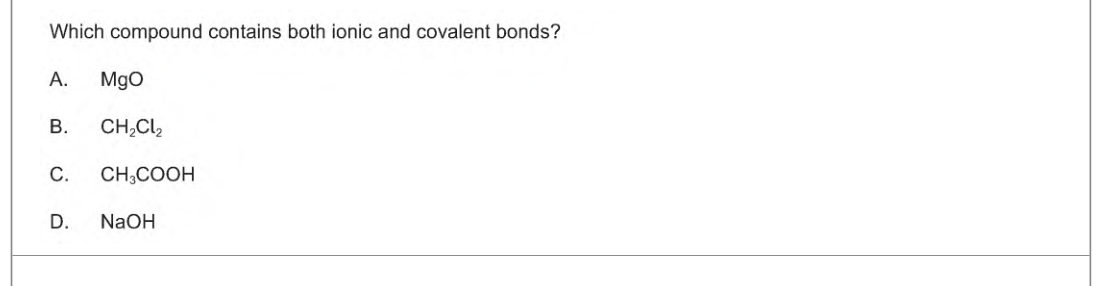 Which compound contains both ionic and covalent bonds?
A. MgO
B. CH₂Cl₂
C. CH₃COOH
D. NaOH